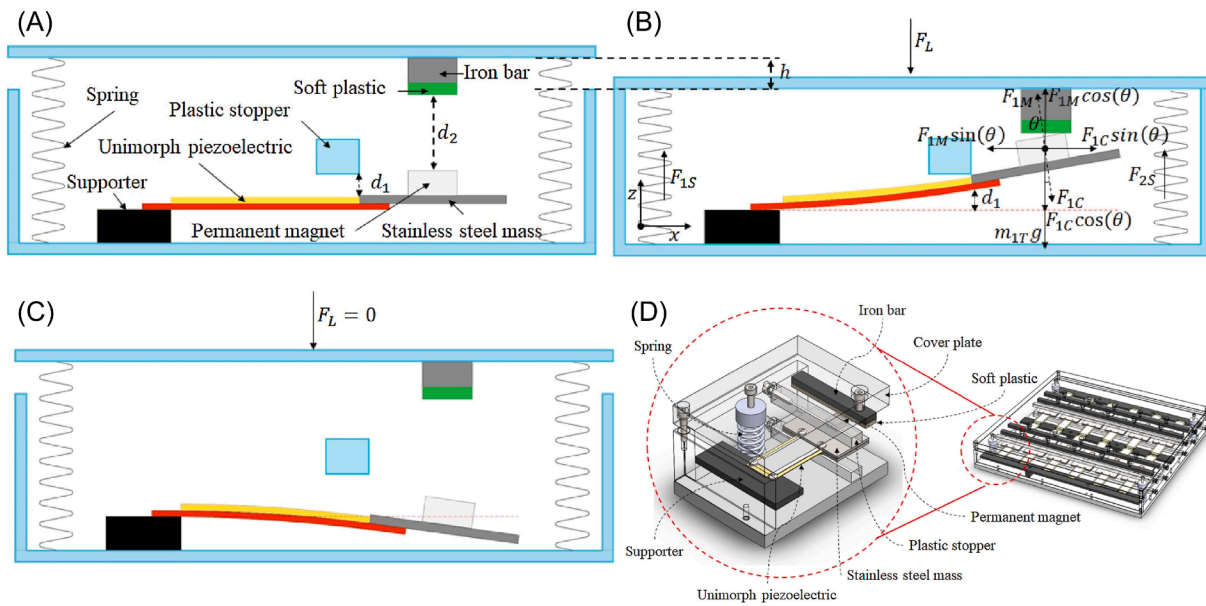 (A)
Iron bar
Soft plastic
Spring
Plastic stopper
Unimorph piezoelectric
Supporter
Permanent magnet
Stainless steel mass
d₁
d₂
h
(B)
F_L
F_{1M}
F_{1M}cos(θ)
θ
F_{1M}sin(θ)
F_{1C}sin(θ)
F_{1S}
F_{2S}
z
x
d₁
F_{1C}
F_{1C}cos(θ)
m_{1T}g
(C)
F_L = 0
(D)
Iron bar
Cover plate
Spring
Soft plastic
Permanent magnet
Plastic stopper
Supporter
Stainless steel mass
Unimorph piezoelectric